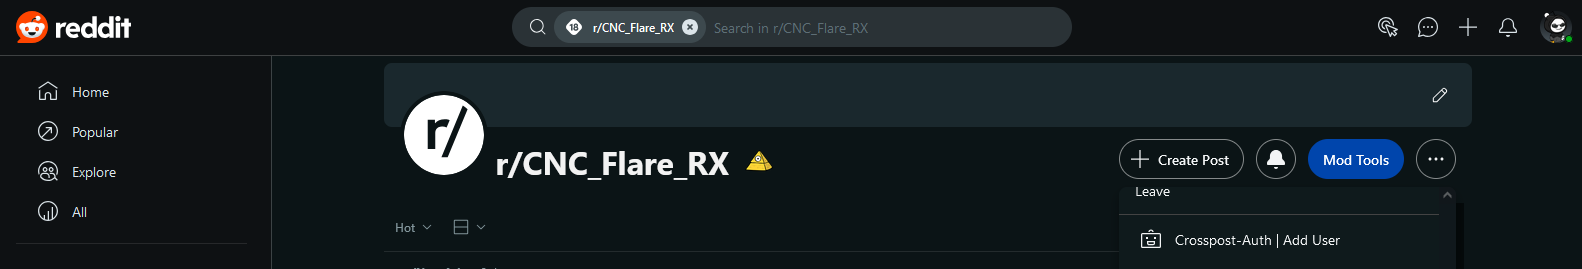 reddit
18
r/CNC_Flare_RX
Search in r/CNC_Flare_RX
Home
Popular
Explore
All
r/
r/CNC_Flare_RX
Create Post
Mod Tools
Leave
Crosspost-Auth | Add User
Hot